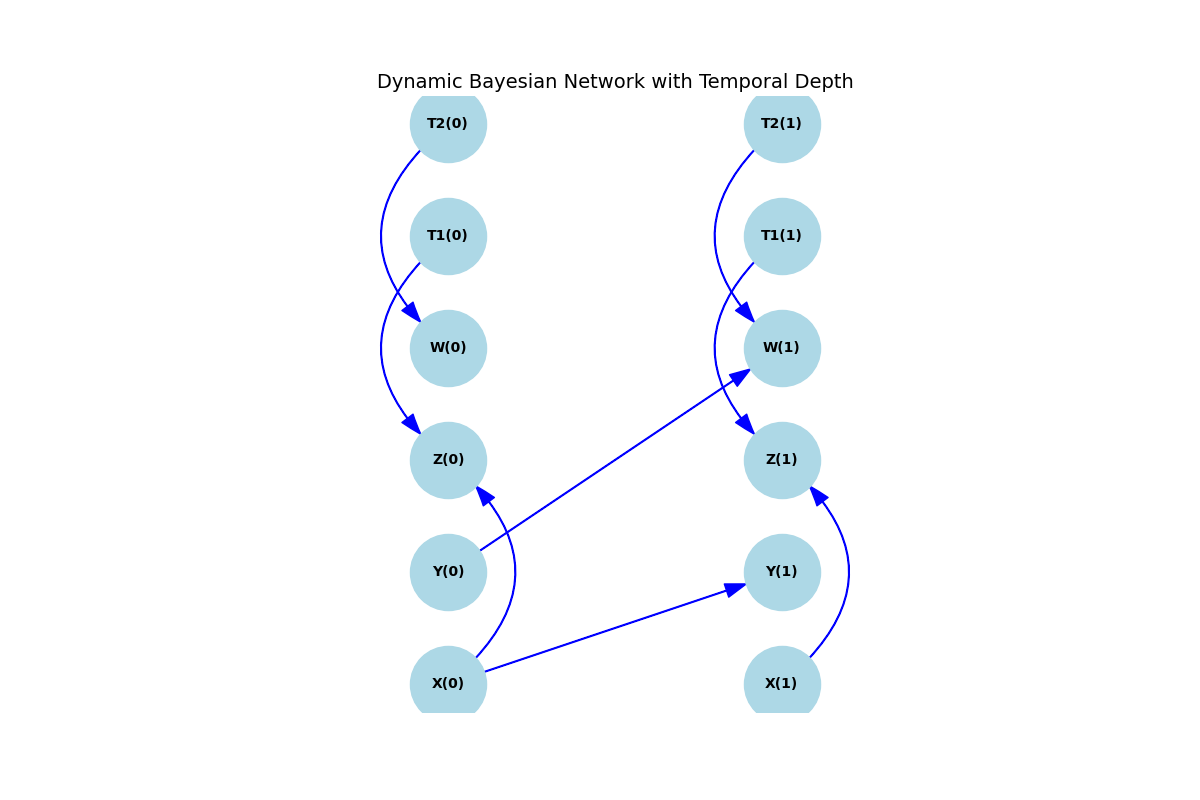 Dynamic Bayesian Network with Temporal Depth
T2(0) T2(1)
T1(0) T1(1)
W(0) W(1)
Z(0) Z(1)
Y(0) Y(1)
X(0) X(1)